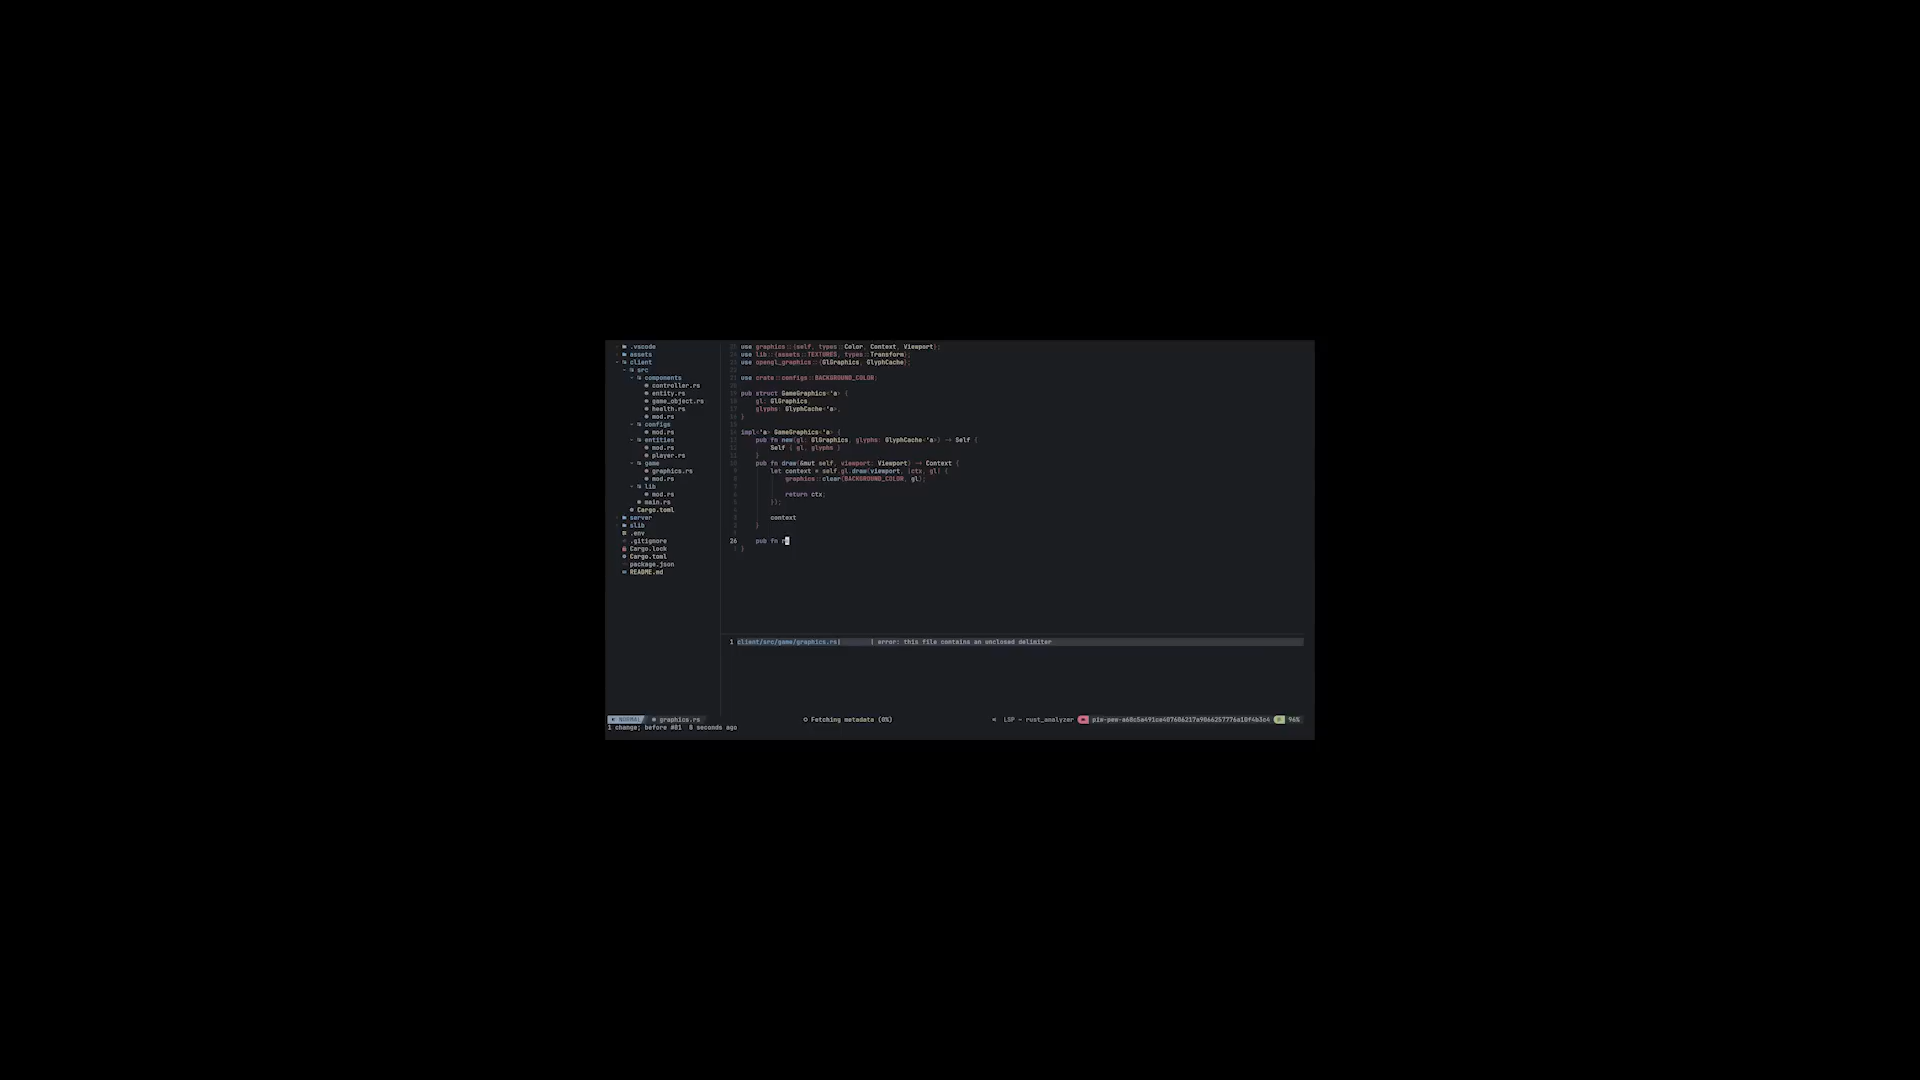 .vscode
assets
client
src
components
controller.rs
entity.rs
game_object.rs
health.rs
mod.rs
configs
mod.rs
entities
mod.rs
player.rs
game
graphics.rs
mod.rs
lib
mod.rs
main.rs
Cargo.toml
server
slib
.env
.gitignore
Cargo.lock
Cargo.toml
package.json
README.md
use graphics::{self, types::Color, Context, Viewport};
use lib::{assets::TEXTURES, types::Transform};
use opengl_graphics::{GlGraphics, GlyphCache};
use crate::configs::BACKGROUND_COLOR;
pub struct GameGraphics<'a> {
gl: GlGraphics,
glyphs: GlyphCache<'a>,
}
impl<'a> GameGraphics<'a> {
pub fn new(gl: GlGraphics, glyphs: GlyphCache<'a>) -> Self {
Self { gl, glyphs }
}
pub fn draw(&mut self, viewport: Viewport) -> Context {
let context = self.gl.draw(viewport, |ctx, gl| {
graphics::clear(BACKGROUND_COLOR, gl);
return ctx;
});
context
}
26 pub fn r
}
1 client/src/game/graphics.rs| | error: this file contains an unclosed delimiter
NORMAL graphics.rs Fetching metadata (0%) LSP ~ rust_analyzer 96%
1 change; before #81 0 seconds ago